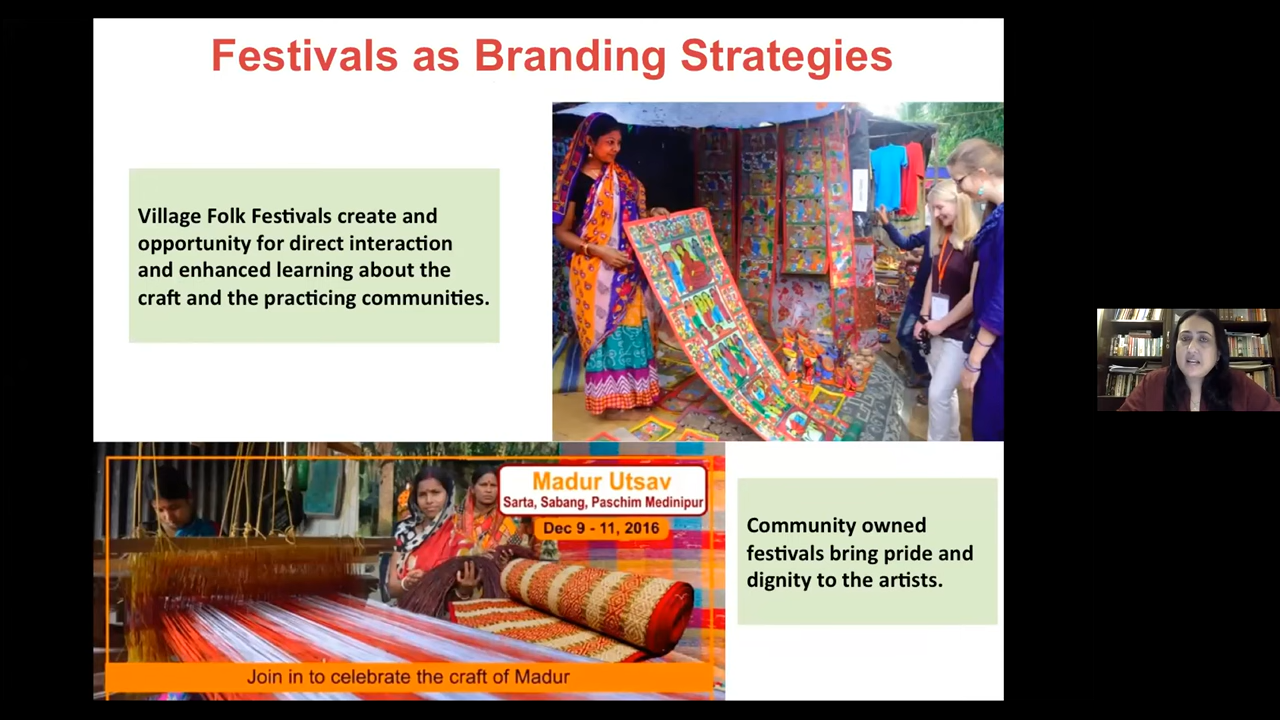 Festivals as Branding Strategies
Village Folk Festivals create and
opportunity for direct interaction
and enhanced learning about the
craft and the practicing communities.
Madur Utsav
Sarta, Sabang, Paschim Medinipur
Dec 9 - 11, 2016
Join in to celebrate the craft of Madur
Community owned
festivals bring pride and
dignity to the artists.